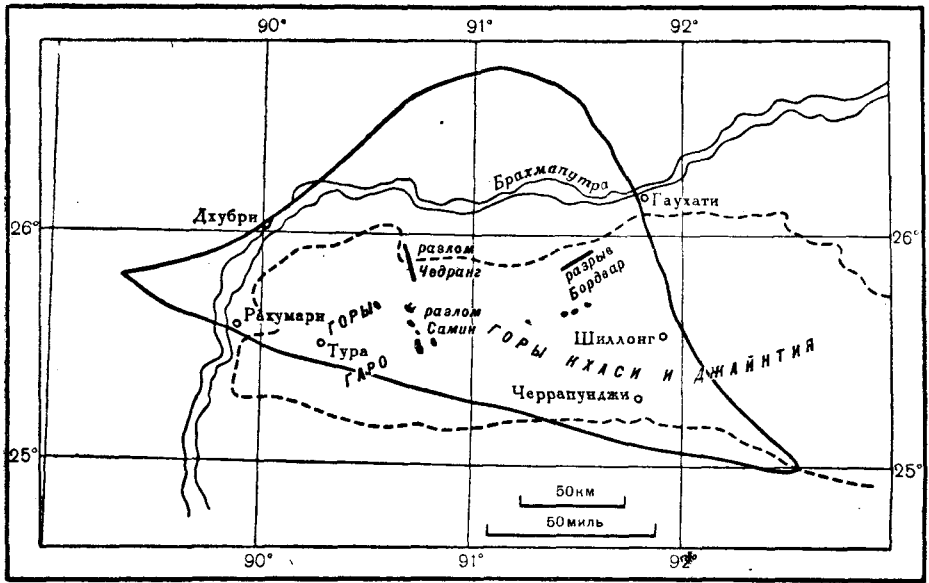 90°
91°
92°
Брахмапутра
Гаухати
Дхубри
26°
26°
разлом
Чедранг
разрыв
Бордвар
Рахумари
ГОРЫ
разлом
Самин
Тура
ГАРО
Шиллонг
ГОРЫ КХАСИ И ДЖАЙНТИЯ
Черрапунджи
25°
25°
50км
50миль
90°
91°
92°